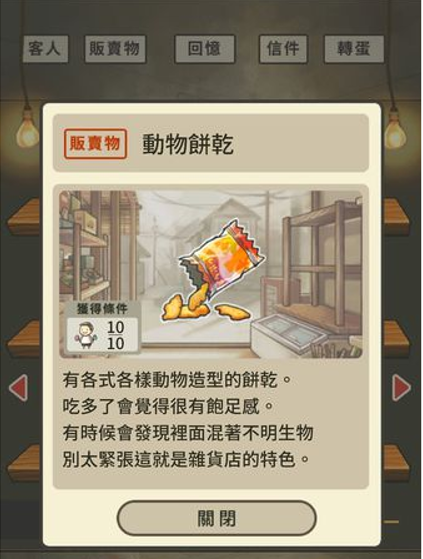 客人
販賣物
回憶
信件
轉蛋
販賣物
動物餅乾
獲得條件
10
10
有各式各樣動物造型的餅乾。
吃多了會覺得很有飽足感。
有時候會發現裡面混著不明生物
別太緊張這就是雜貨店的特色。
關閉